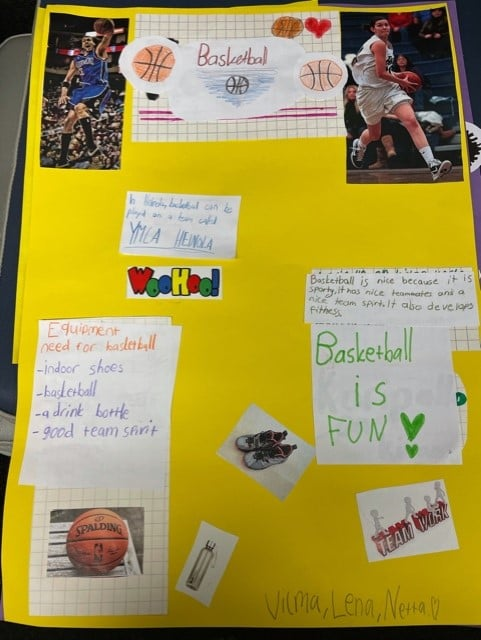 Basketball
In Heinola, basketball can be
played on a team called
YMCA HEINOLA
WooHoo!
Basketball is nice because it is
sporty, it has nice teammates and a
nice team spirit. It also develops
fitness.
Equipment
need for basketball
-indoor shoes
-basketball
-a drink bottle
-good team spirit
Basketball
is
FUN
SPALDING
TEAM WORK
Vilma, Lena, Netta